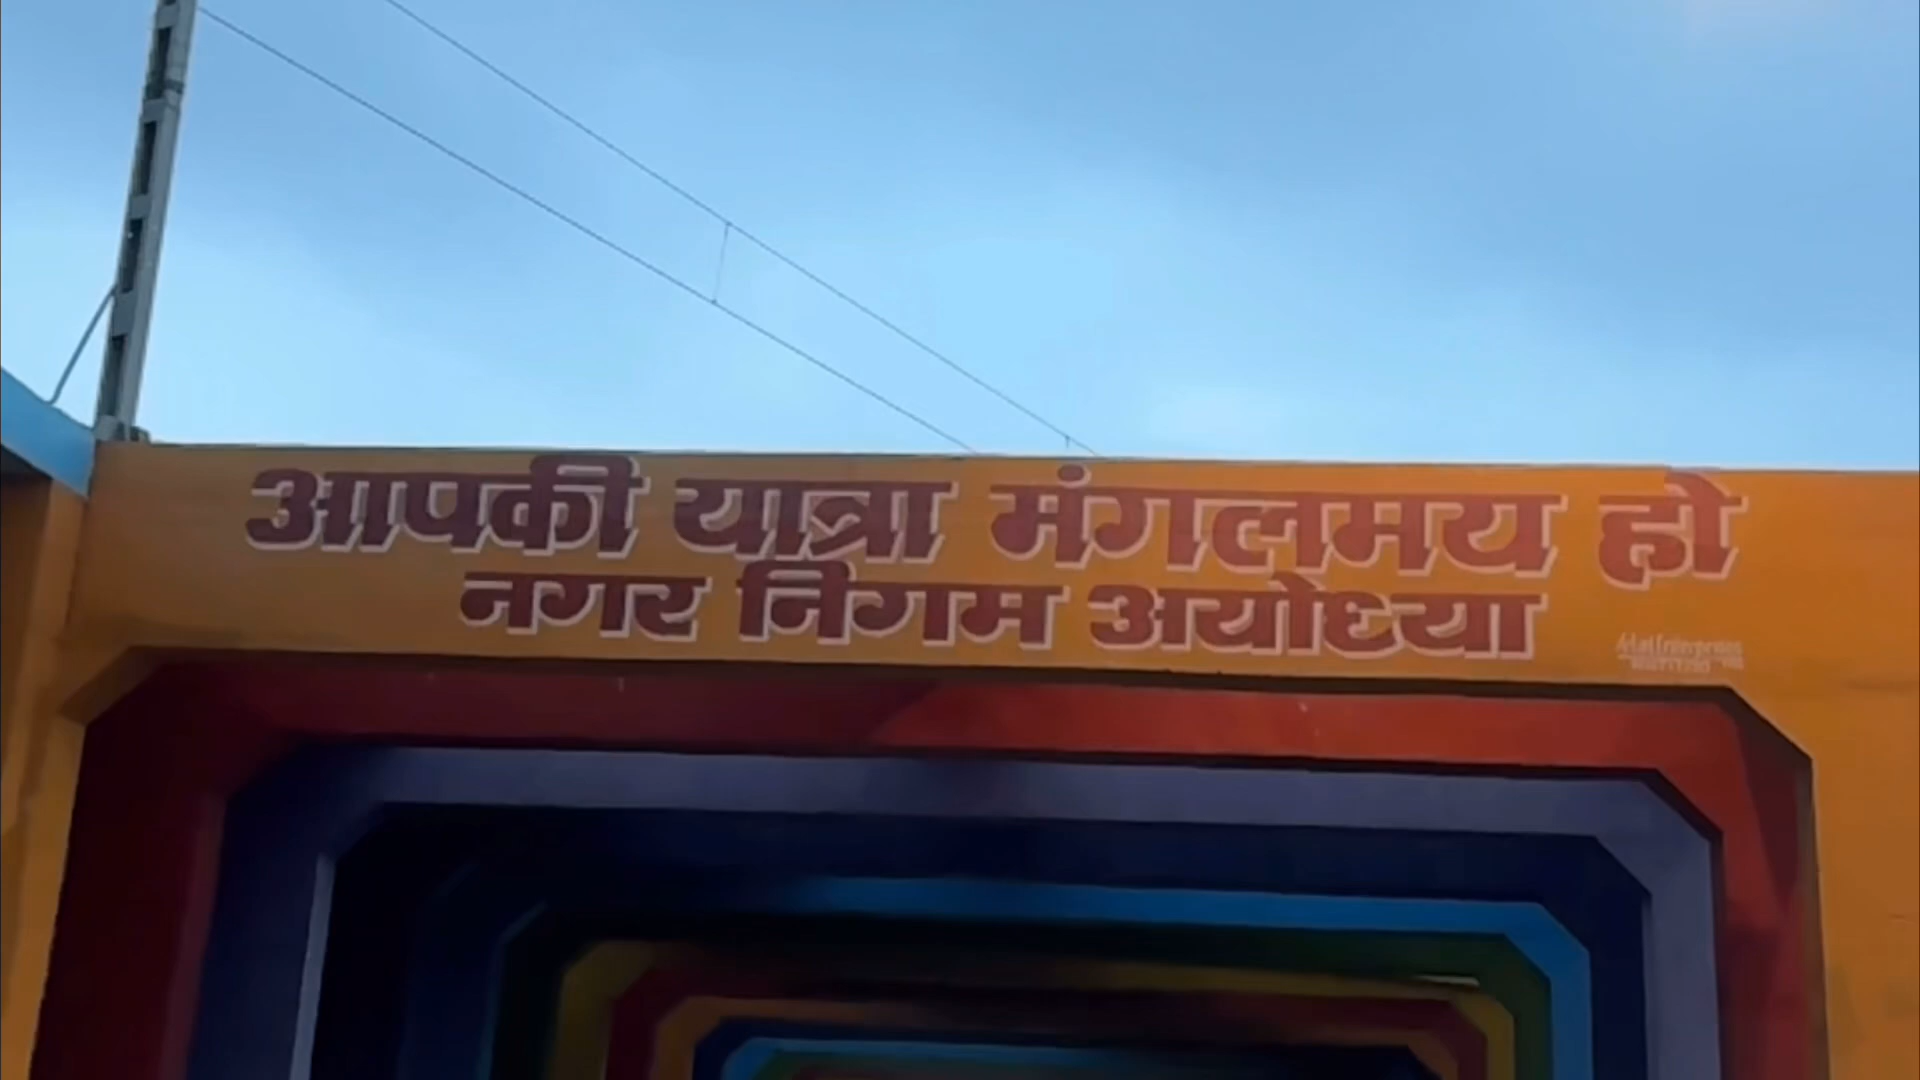 आपकी यात्रा मंगलमय हो
नगर निगम अयोध्या